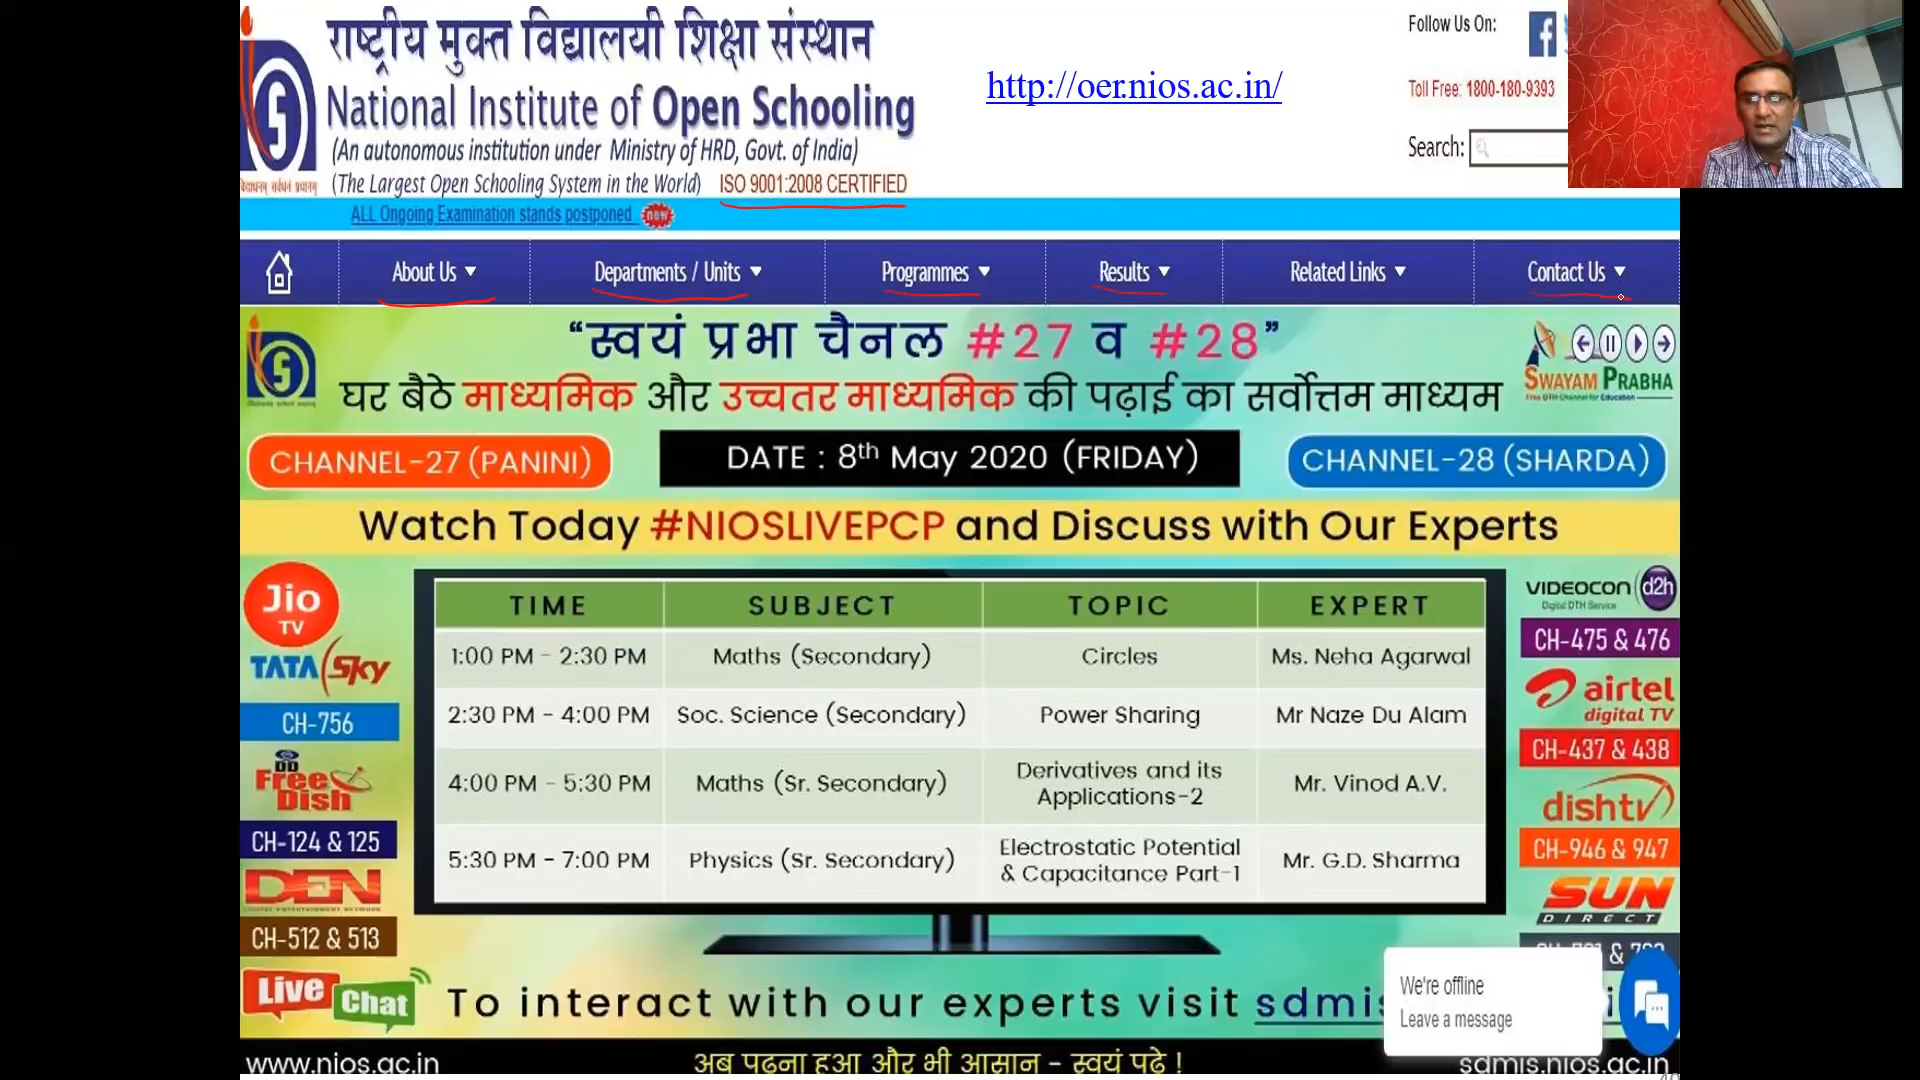 राष्ट्रीय मुक्त विद्यालयी शिक्षा संस्थान
National Institute of Open Schooling
(An autonomous institution under Ministry of HRD, Govt. of India)
(The Largest Open Schooling System in the World) ISO 9001:2008 CERTIFIED
http://oer.nios.ac.in/
Follow Us On:
Toll Free: 1800-180-9393
Search:
ALL Ongoing Examination stands postponed new
About Us Departments / Units Programmes Results Related Links Contact Us
“स्वयं प्रभा चैनल #27 व #28”
घर बैठे माध्यमिक और उच्चतर माध्यमिक की पढ़ाई का सर्वोत्तम माध्यम
SWAYAM PRABHA
Free DTH Channel for Education
CHANNEL-27 (PANINI)
DATE : 8th May 2020 (FRIDAY)
CHANNEL-28 (SHARDA)
Watch Today #NIOSLIVEPCP and Discuss with Our Experts
Jio
TV
TATA Sky
CH-756
DD
Free Dish
CH-124 & 125
DEN
CH-512 & 513
TIME SUBJECT TOPIC EXPERT
1:00 PM - 2:30 PM Maths (Secondary) Circles Ms. Neha Agarwal
2:30 PM - 4:00 PM Soc. Science (Secondary) Power Sharing Mr Naze Du Alam
4:00 PM - 5:30 PM Maths (Sr. Secondary) Derivatives and its Applications-2 Mr. Vinod A.V.
5:30 PM - 7:00 PM Physics (Sr. Secondary) Electrostatic Potential & Capacitance Part-1 Mr. G.D. Sharma
VIDEOCON d2h
Digital DTH Service
CH-475 & 476
airtel
digital TV
CH-437 & 438
dishtv
CH-946 & 947
SUN
DIRECT
Live Chat
To interact with our experts visit sdmis
We're offline
Leave a message
www.nios.ac.in
अब पढ़ना हुआ और भी आसान - स्वयं पढ़े !
sdmis.nios.ac.in